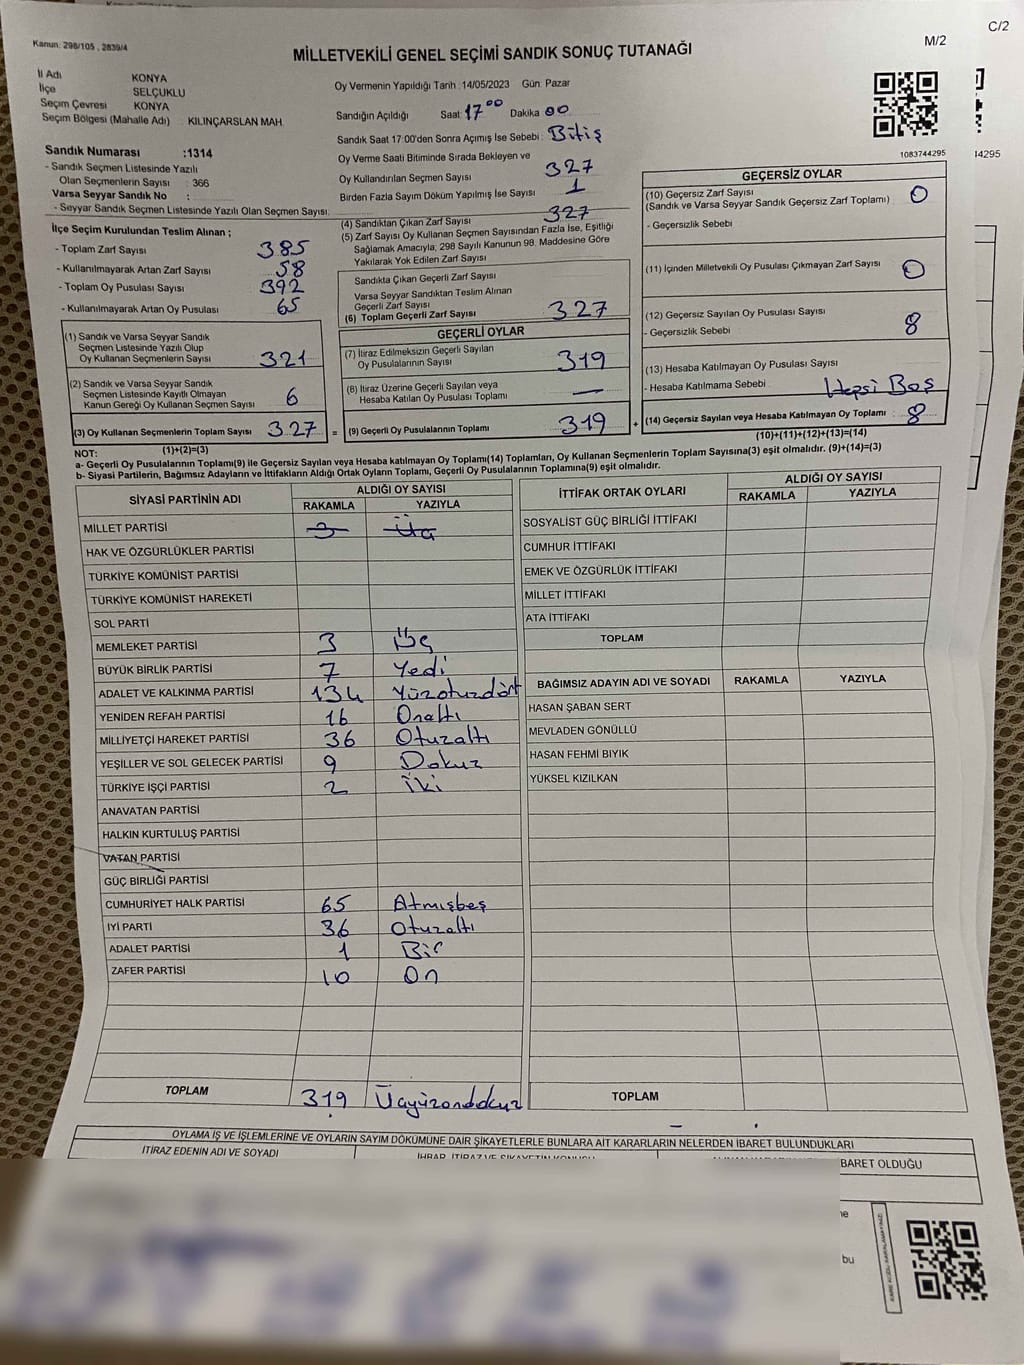 C/2
M/2
Kanun: 298/105 , 2839/4
MİLLETVEKİLİ GENEL SEÇİMİ SANDIK SONUÇ TUTANAĞI
İl Adı KONYA
İlçe SELÇUKLU
Seçim Çevresi KONYA
Seçim Bölgesi (Mahalle Adı) : KILINÇARSLAN MAH.
Sandık Numarası :1314
- Sandık Seçmen Listesinde Yazılı
Olan Seçmenlerin Sayısı : 366
Varsa Seyyar Sandık No :
- Seyyar Sandık Seçmen Listesinde Yazılı Olan Seçmen Sayısı:
İlçe Seçim Kurulundan Teslim Alınan ;
- Toplam Zarf Sayısı 385
- Kullanılmayarak Artan Zarf Sayısı 58
- Toplam Oy Pusulası Sayısı 392
- Kullanılmayarak Artan Oy Pusulası 65
(1) Sandık ve Varsa Seyyar Sandık
Seçmen Listesinde Yazılı Olup
Oy Kullanan Seçmenlerin Sayısı 321
(2) Sandık ve Varsa Seyyar Sandık
Seçmen Listesinde Kayıtlı Olmayan
Kanun Gereği Oy Kullanan Seçmen Sayısı 6
(3) Oy Kullanan Seçmenlerin Toplam Sayısı 327
Oy Vermenin Yapıldığı Tarih :14/05/2023 Gün: Pazar
Sandığın Açıldığı Saat: 17 00 Dakika 00
Sandık Saat 17:00'den Sonra Açımış İse Sebebi : Bitiş
Oy Verme Saati Bitiminde Sırada Bekleyen ve
Oy Kullandırılan Seçmen Sayısı 327
Birden Fazla Sayım Döküm Yapılmış İse Sayısı 1
(4) Sandıktan Çıkan Zarf Sayısı 327
(5) Zarf Sayısı Oy Kullanan Seçmen Sayısından Fazla İse, Eşitliği
Sağlamak Amacıyla, 298 Sayılı Kanunun 98. Maddesine Göre
Yakılarak Yok Edilen Zarf Sayısı
Sandıkta Çıkan Geçerli Zarf Sayısı
Varsa Seyyar Sandıktan Teslim Alınan
Geçerli Zarf Sayısı
(6) Toplam Geçerli Zarf Sayısı 327
GEÇERLİ OYLAR
(7) İtiraz Edilmeksizin Geçerli Sayılan
Oy Pusulalarının Sayısı 319
(8) İtiraz Üzerine Geçerli Sayılan veya
Hesaba Katılan Oy Pusulası Toplamı —
= (9) Geçerli Oy Pusulalarının Toplamı 319 +
1083744295
14295
GEÇERSİZ OYLAR
(10) Geçersiz Zarf Sayısı
(Sandık ve Varsa Seyyar Sandık Geçersiz Zarf Toplamı) 0
- Geçersizlik Sebebi
(11) İçinden Milletvekili Oy Pusulası Çıkmayan Zarf Sayısı 0
(12) Geçersiz Sayılan Oy Pusulası Sayısı
- Geçersizlik Sebebi 8
(13) Hesaba Katılmayan Oy Pusulası Sayısı
- Hesaba Katılmama Sebebi Hepsi Boş
(14) Geçersiz Sayılan veya Hesaba Katılmayan Oy Toplamı 8
NOT: (1)+(2)=(3) (10)+(11)+(12)+(13)=(14)
a- Geçerli Oy Pusulalarının Toplamı(9) ile Geçersiz Sayılan veya Hesaba katılmayan Oy Toplamı(14) Toplamları, Oy Kullanan Seçmenlerin Toplam Sayısına(3) eşit olmalıdır. (9)+(14)=(3)
b- Siyasi Partilerin, Bağımsız Adayların ve İttifakların Aldığı Ortak Oyların Toplamı, Geçerli Oy Pusulalarının Toplamına(9) eşit olmalıdır.
SİYASİ PARTİNİN ADI ALDIĞI OY SAYISI
RAKAMLA YAZIYLA
MİLLET PARTİSİ 3 Üç
HAK VE ÖZGÜRLÜKLER PARTİSİ
TÜRKİYE KOMÜNİST PARTİSİ
TÜRKİYE KOMÜNİST HAREKETİ
SOL PARTİ
MEMLEKET PARTİSİ 3 Üç
BÜYÜK BİRLİK PARTİSİ 7 Yedi
ADALET VE KALKINMA PARTİSİ 134 Yüzotuzdört
YENİDEN REFAH PARTİSİ 16 Onaltı
MİLLİYETÇİ HAREKET PARTİSİ 36 Otuzaltı
YEŞİLLER VE SOL GELECEK PARTİSİ 9 Dokuz
TÜRKİYE İŞÇİ PARTİSİ 2 İki
ANAVATAN PARTİSİ
HALKIN KURTULUŞ PARTİSİ
VATAN PARTİSİ
GÜÇ BİRLİĞİ PARTİSİ
CUMHURİYET HALK PARTİSİ 65 Atmışbeş
İYİ PARTİ 36 Otuzaltı
ADALET PARTİSİ 1 Bir
ZAFER PARTİSİ 10 On
TOPLAM 319 Üçyüzondokuz
İTTİFAK ORTAK OYLARI ALDIĞI OY SAYISI
RAKAMLA YAZIYLA
SOSYALİST GÜÇ BİRLİĞİ İTTİFAKI
CUMHUR İTTİFAKI
EMEK VE ÖZGÜRLÜK İTTİFAKI
MİLLET İTTİFAKI
ATA İTTİFAKI
TOPLAM
BAĞIMSIZ ADAYIN ADI VE SOYADI RAKAMLA YAZIYLA
HASAN ŞABAN SERT
MEVLADEN GÖNÜLLÜ
HASAN FEHMİ BIYIK
YÜKSEL KIZILKAN
TOPLAM
OYLAMA İŞ VE İŞLEMLERİNE VE OYLARIN SAYIM DÖKÜMÜNE DAİR ŞİKAYETLERLE BUNLARA AİT KARARLARIN NELERDEN İBARET BULUNDUKLARI
İTİRAZ EDENİN ADI VE SOYADI
BARET OLDUĞU
bu